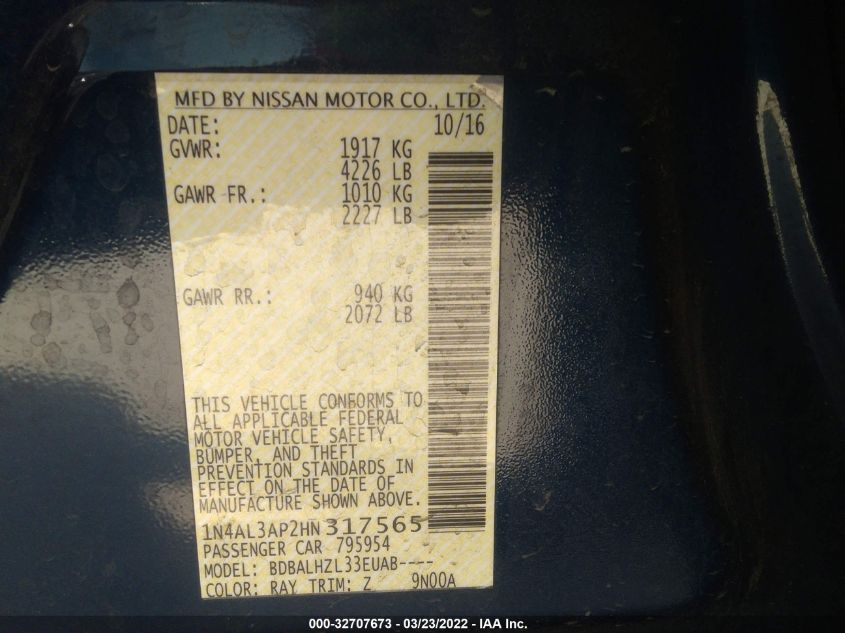 MFD BY NISSAN MOTOR CO., LTD.
DATE: 10/16
GVWR: 1917 KG
4226 LB
GAWR FR.: 1010 KG
2227 LB
GAWR RR.: 940 KG
2072 LB
THIS VEHICLE CONFORMS TO
ALL APPLICABLE FEDERAL
MOTOR VEHICLE SAFETY,
BUMPER, AND THEFT
PREVENTION STANDARDS IN
EFFECT ON THE DATE OF
MANUFACTURE SHOWN ABOVE.
1N4AL3AP2HN317565
PASSENGER CAR 795954
MODEL: BDBALHZL33EUAB----
COLOR: RAY TRIM: Z 9N00A
000-32707673 - 03/23/2022 - IAA Inc.